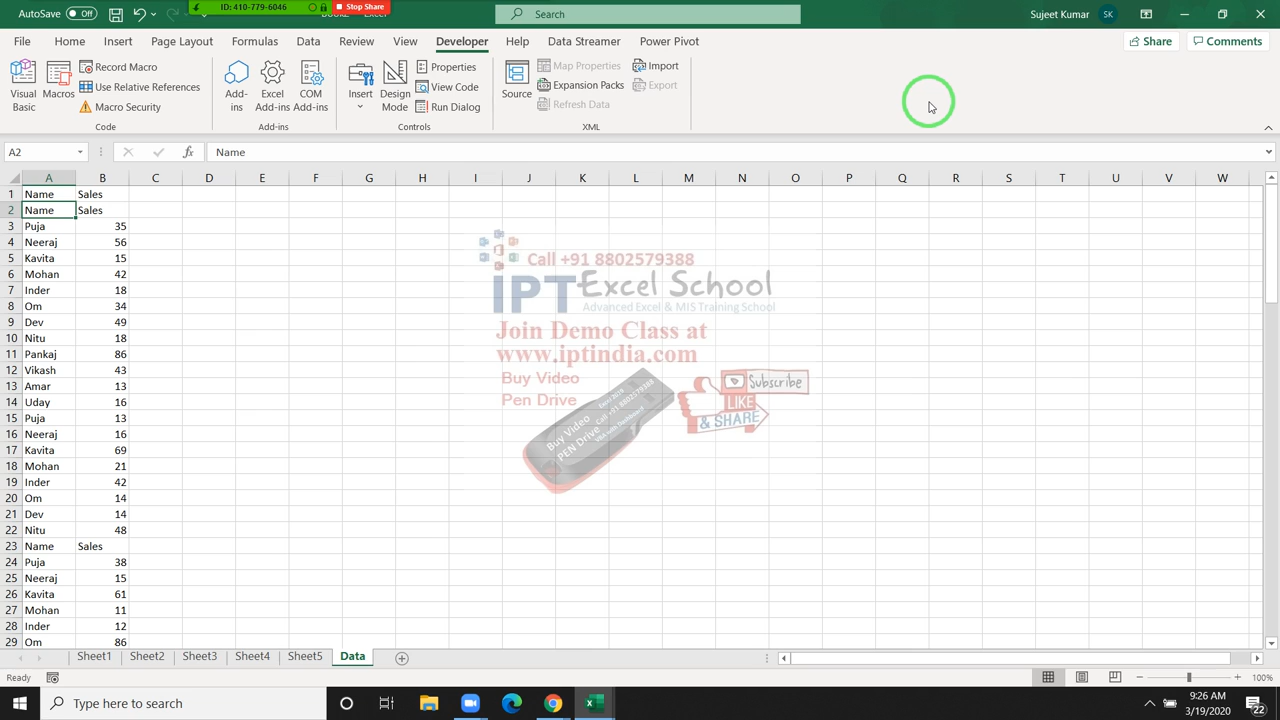 AutoSave Off
ID: 410-779-6046
Stop Share
Excel
Search
Sujeet Kumar
SK
File Home Insert Page Layout Formulas Data Review View Developer Help Data Streamer Power Pivot
Share
Comments
Visual Basic
Macros
Record Macro
Use Relative References
Macro Security
Code
Add-ins
Excel Add-ins
COM Add-ins
Add-ins
Insert
Design Mode
Properties
View Code
Run Dialog
Controls
Source
Map Properties
Expansion Packs
Refresh Data
Import
Export
XML
A2
fx
Name
A B C D E F G H I J K L M N O P Q R S T U V W
1 Name Sales
2 Name Sales
3 Puja 35
4 Neeraj 56
5 Kavita 15
6 Mohan 42
7 Inder 18
8 Om 34
9 Dev 49
10 Nitu 18
11 Pankaj 86
12 Vikash 43
13 Amar 13
14 Uday 16
15 Puja 13
16 Neeraj 16
17 Kavita 69
18 Mohan 21
19 Inder 42
20 Om 14
21 Dev 14
22 Nitu 48
23 Name Sales
24 Puja 38
25 Neeraj 15
26 Kavita 61
27 Mohan 11
28 Inder 12
29 Om 86
Call +91 8802579388
IPT Excel School
Advanced Excel & MIS Training School
Join Demo Class at
www.iptindia.com
Buy Video
Pen Drive
Buy Video
PEN Drive
Subscribe
LIKE
& SHARE
Sheet1 Sheet2 Sheet3 Sheet4 Sheet5 Data
Ready
100%
Type here to search
9:26 AM
3/19/2020
22